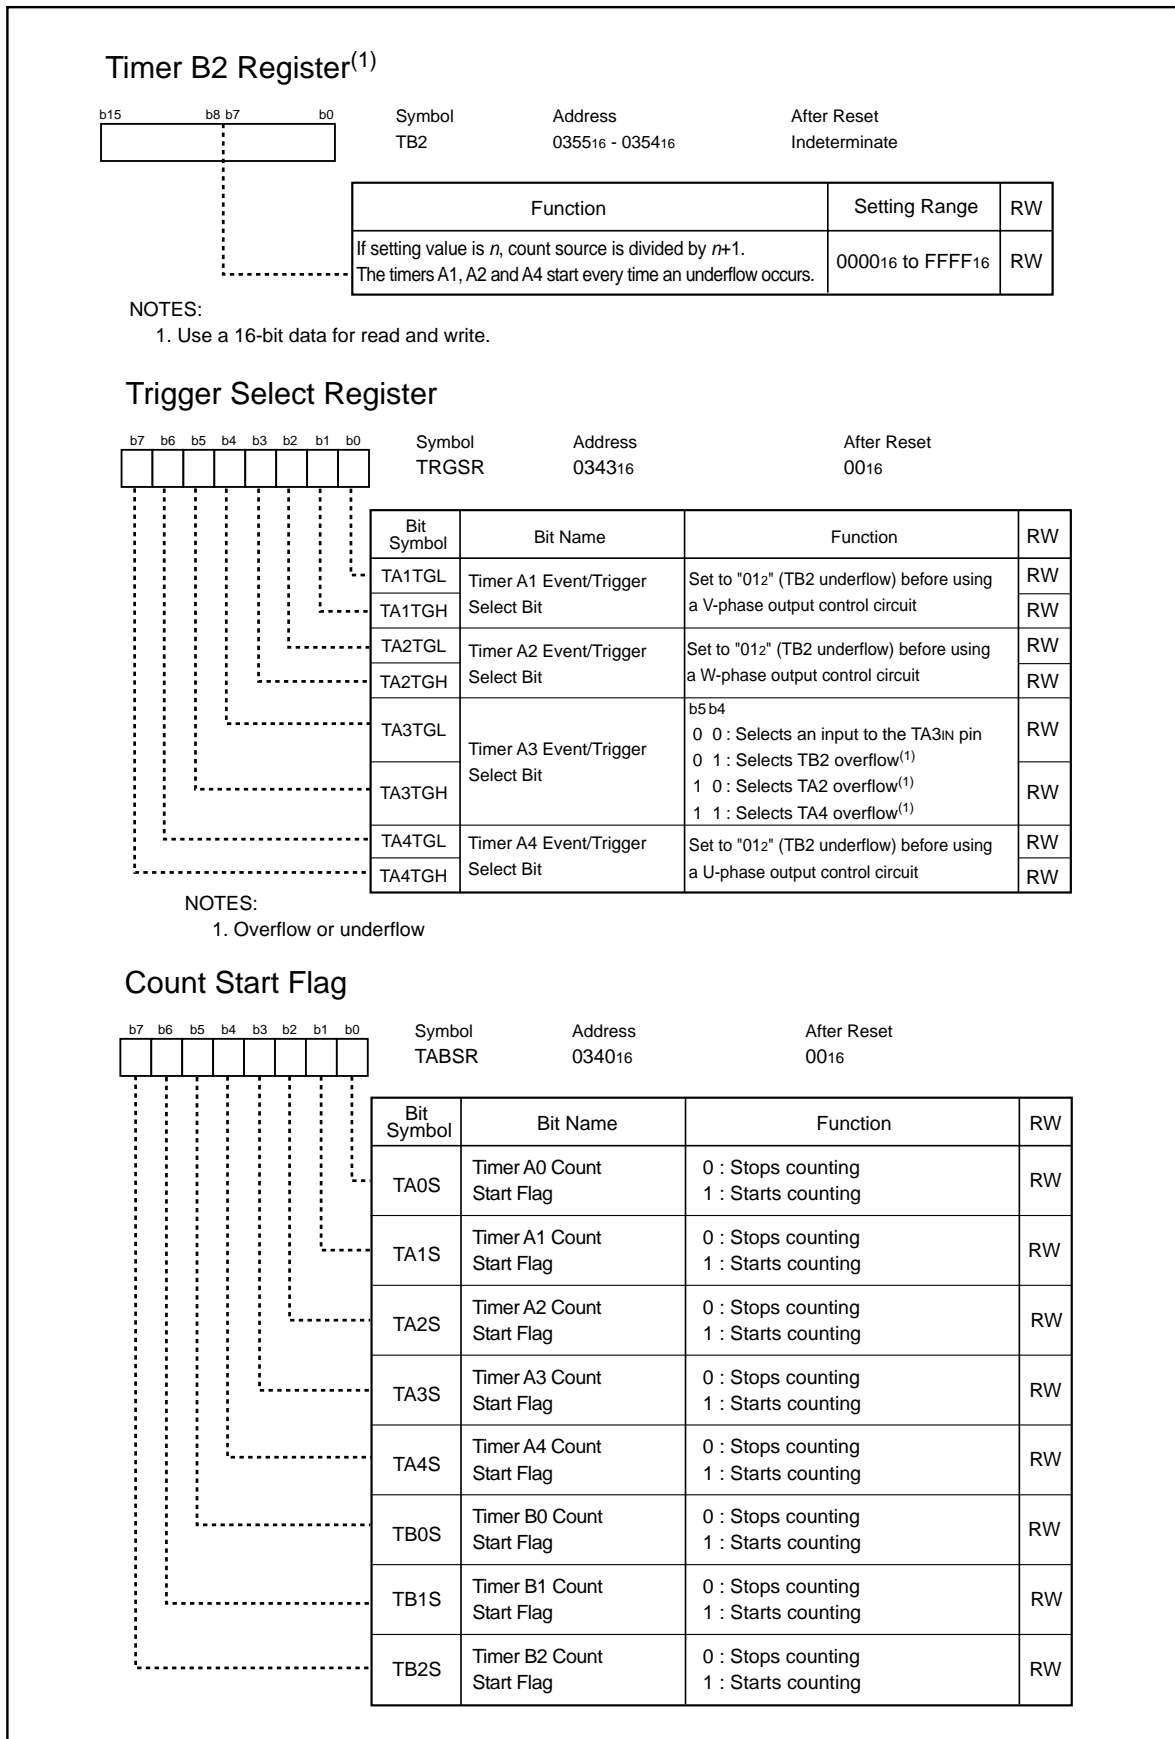 Timer B2 Register(1)
b15 b8 b7 b0
Symbol Address After Reset
TB2 035516 - 035416 Indeterminate
Function Setting Range RW
If setting value is n, count source is divided by n+1.
The timers A1, A2 and A4 start every time an underflow occurs.
000016 to FFFF16 RW
NOTES:
1. Use a 16-bit data for read and write.
Trigger Select Register
b7 b6 b5 b4 b3 b2 b1 b0
Symbol Address After Reset
TRGSR 034316 0016
Bit
Symbol
Bit Name Function RW
TA1TGL
TA1TGH
Timer A1 Event/Trigger
Select Bit
Set to "012" (TB2 underflow) before using
a V-phase output control circuit
RW
RW
TA2TGL
TA2TGH
Timer A2 Event/Trigger
Select Bit
Set to "012" (TB2 underflow) before using
a W-phase output control circuit
RW
RW
TA3TGL
TA3TGH
Timer A3 Event/Trigger
Select Bit
b5 b4
0 0 : Selects an input to the TA3IN pin
0 1 : Selects TB2 overflow(1)
1 0 : Selects TA2 overflow(1)
1 1 : Selects TA4 overflow(1)
RW
RW
TA4TGL
TA4TGH
Timer A4 Event/Trigger
Select Bit
Set to "012" (TB2 underflow) before using
a U-phase output control circuit
RW
RW
NOTES:
1. Overflow or underflow
Count Start Flag
b7 b6 b5 b4 b3 b2 b1 b0
Symbol Address After Reset
TABSR 034016 0016
Bit
Symbol
Bit Name Function RW
TA0S
Timer A0 Count
Start Flag
0 : Stops counting
1 : Starts counting
RW
TA1S
Timer A1 Count
Start Flag
0 : Stops counting
1 : Starts counting
RW
TA2S
Timer A2 Count
Start Flag
0 : Stops counting
1 : Starts counting
RW
TA3S
Timer A3 Count
Start Flag
0 : Stops counting
1 : Starts counting
RW
TA4S
Timer A4 Count
Start Flag
0 : Stops counting
1 : Starts counting
RW
TB0S
Timer B0 Count
Start Flag
0 : Stops counting
1 : Starts counting
RW
TB1S
Timer B1 Count
Start Flag
0 : Stops counting
1 : Starts counting
RW
TB2S
Timer B2 Count
Start Flag
0 : Stops counting
1 : Starts counting
RW